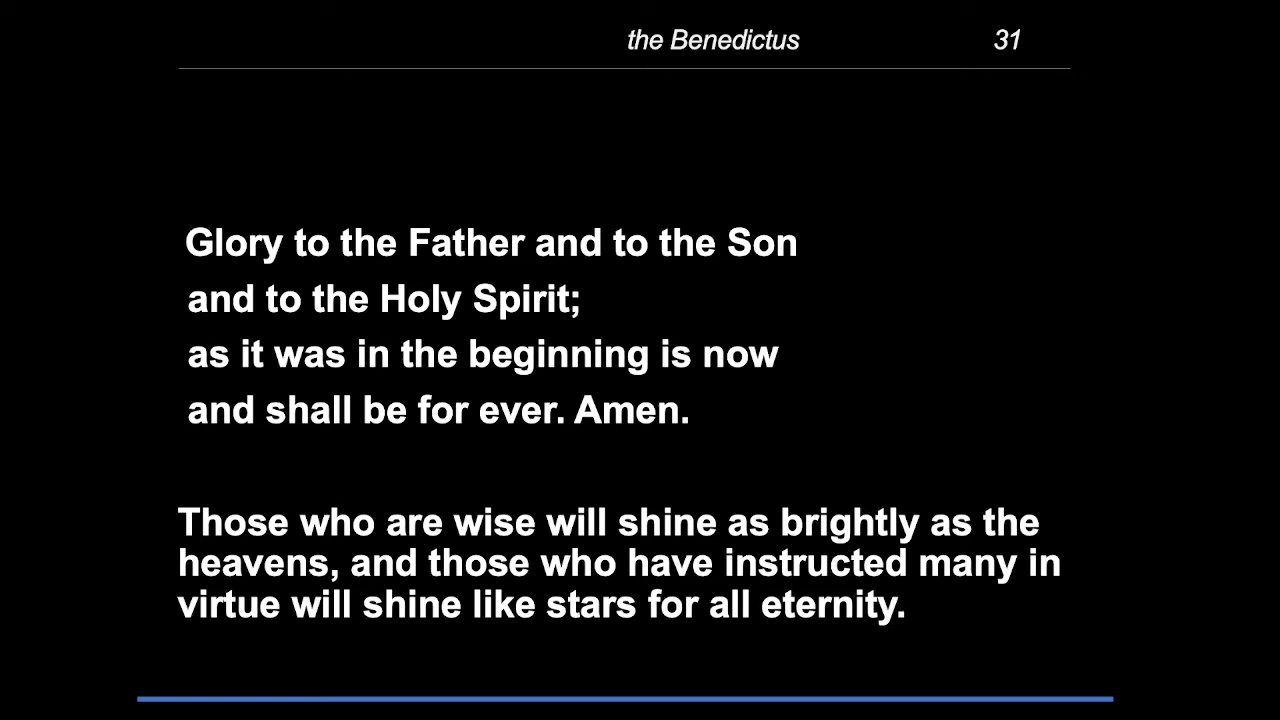 the Benedictus 31
Glory to the Father and to the Son
and to the Holy Spirit;
as it was in the beginning is now
and shall be for ever. Amen.
Those who are wise will shine as brightly as the
heavens, and those who have instructed many in
virtue will shine like stars for all eternity.